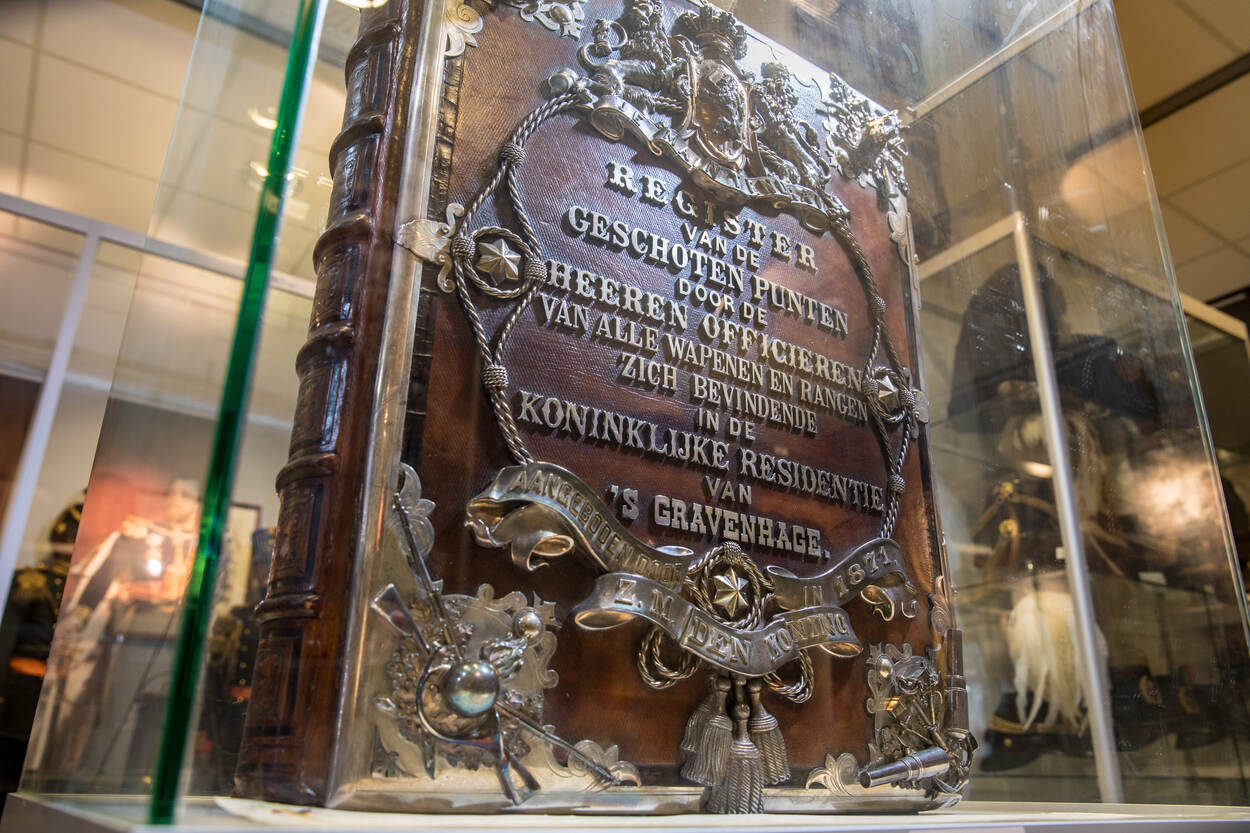 REGISTER
VAN DE
GESCHOTEN PUNTEN
DOOR DE
HEEREN OFFICIEREN
VAN ALLE WAPENEN EN RANGEN
ZICH BEVINDENDE
IN DE
KONINKLIJKE RESIDENTIE
VAN
'S GRAVENHAGE.
AANGEBODEN DOOR
Z.M. DEN KONING
IN 1871